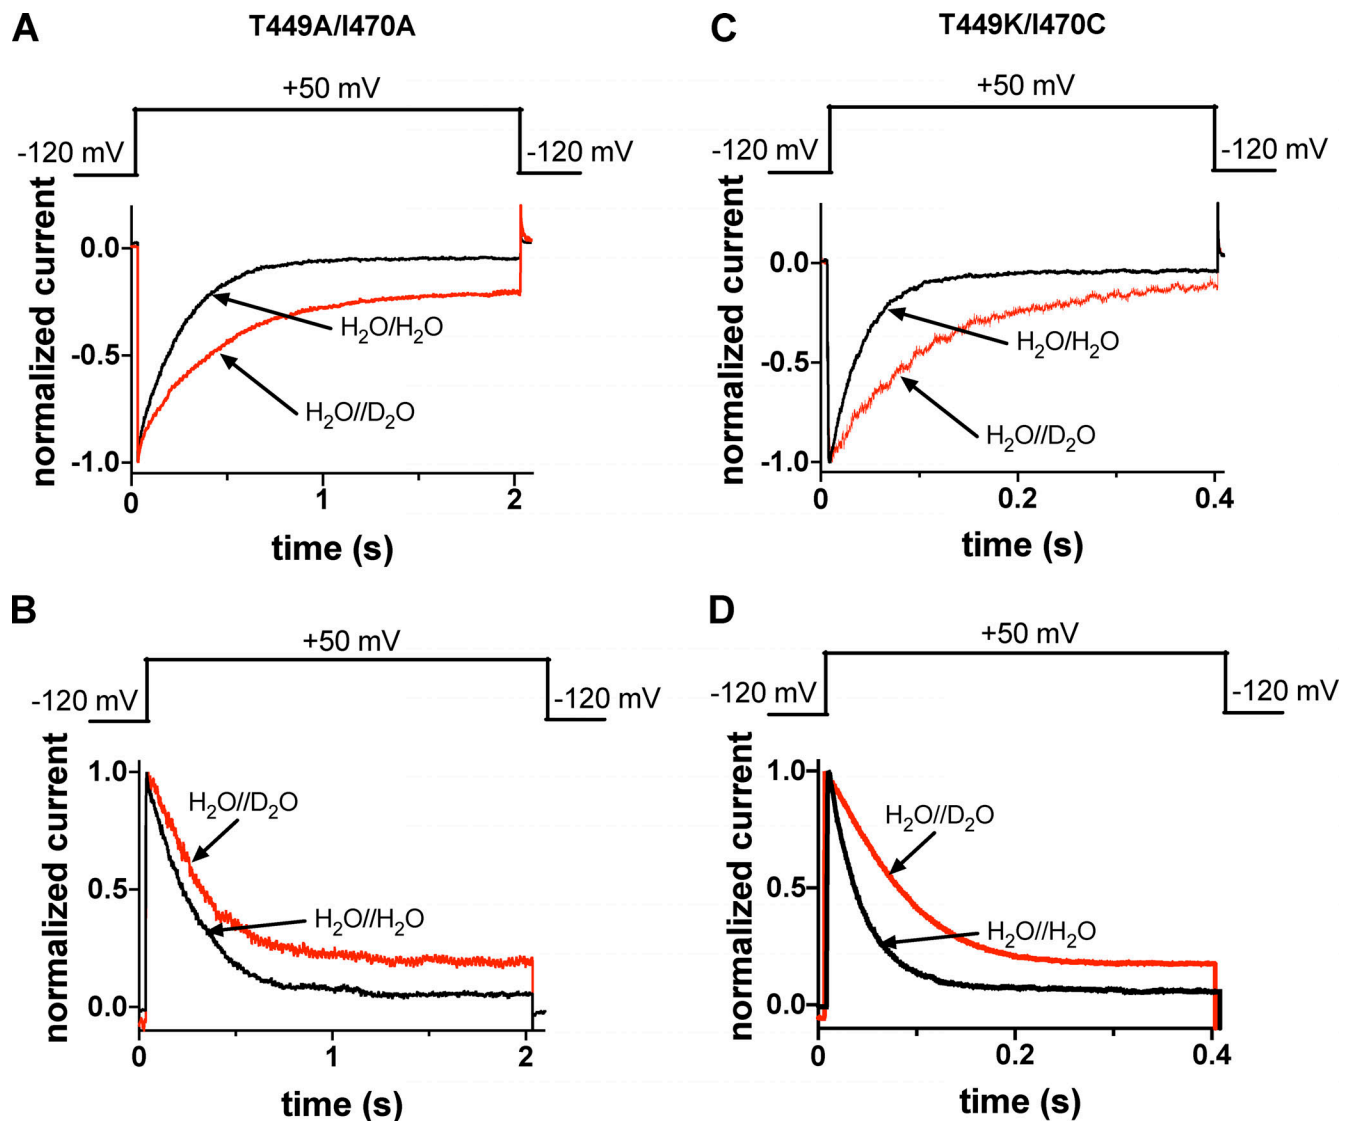 A
T449A/I470A
+50 mV
-120 mV
-120 mV
normalized current
0.0
-0.5
-1.0
H₂O/H₂O
H₂O//D₂O
0
1
2
time (s)
C
T449K/I470C
+50 mV
-120 mV
-120 mV
normalized current
0.0
-0.5
-1.0
H₂O/H₂O
H₂O//D₂O
0
0.2
0.4
time (s)
B
+50 mV
-120 mV
-120 mV
normalized current
1.0
0.5
0.0
H₂O//D₂O
H₂O//H₂O
0
1
2
time (s)
D
+50 mV
-120 mV
-120 mV
normalized current
1.0
0.5
0.0
H₂O//D₂O
H₂O//H₂O
0
0.2
0.4
time (s)